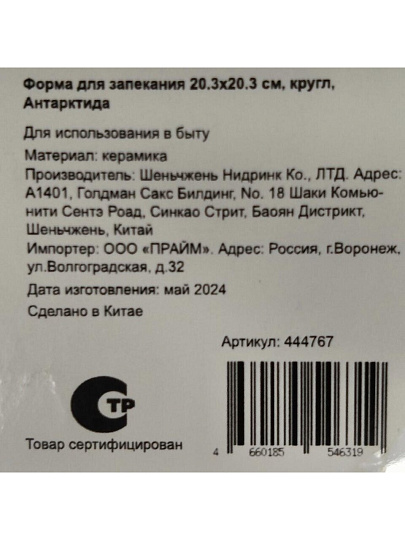 Форма для запекания 20.3х20.3 см, кругл,
Антарктида
Для использования в быту
Материал: керамика
Производитель: Шеньчжень Нидринк Ко., ЛТД. Адрес:
А1401, Голдман Сакс Билдинг, No. 18 Шаки Комью-
нити Сентэ Роад, Синкао Стрит, Баоян Дистрикт,
Шеньчжень, Китай
Импортер: ООО «ПРАЙМ». Адрес: Россия, г.Воронеж,
ул.Волгоградская, д.32
Дата изготовления: май 2024
Сделано в Китае
Артикул: 444767
ТР
Товар сертифицирован
4 660185 546319